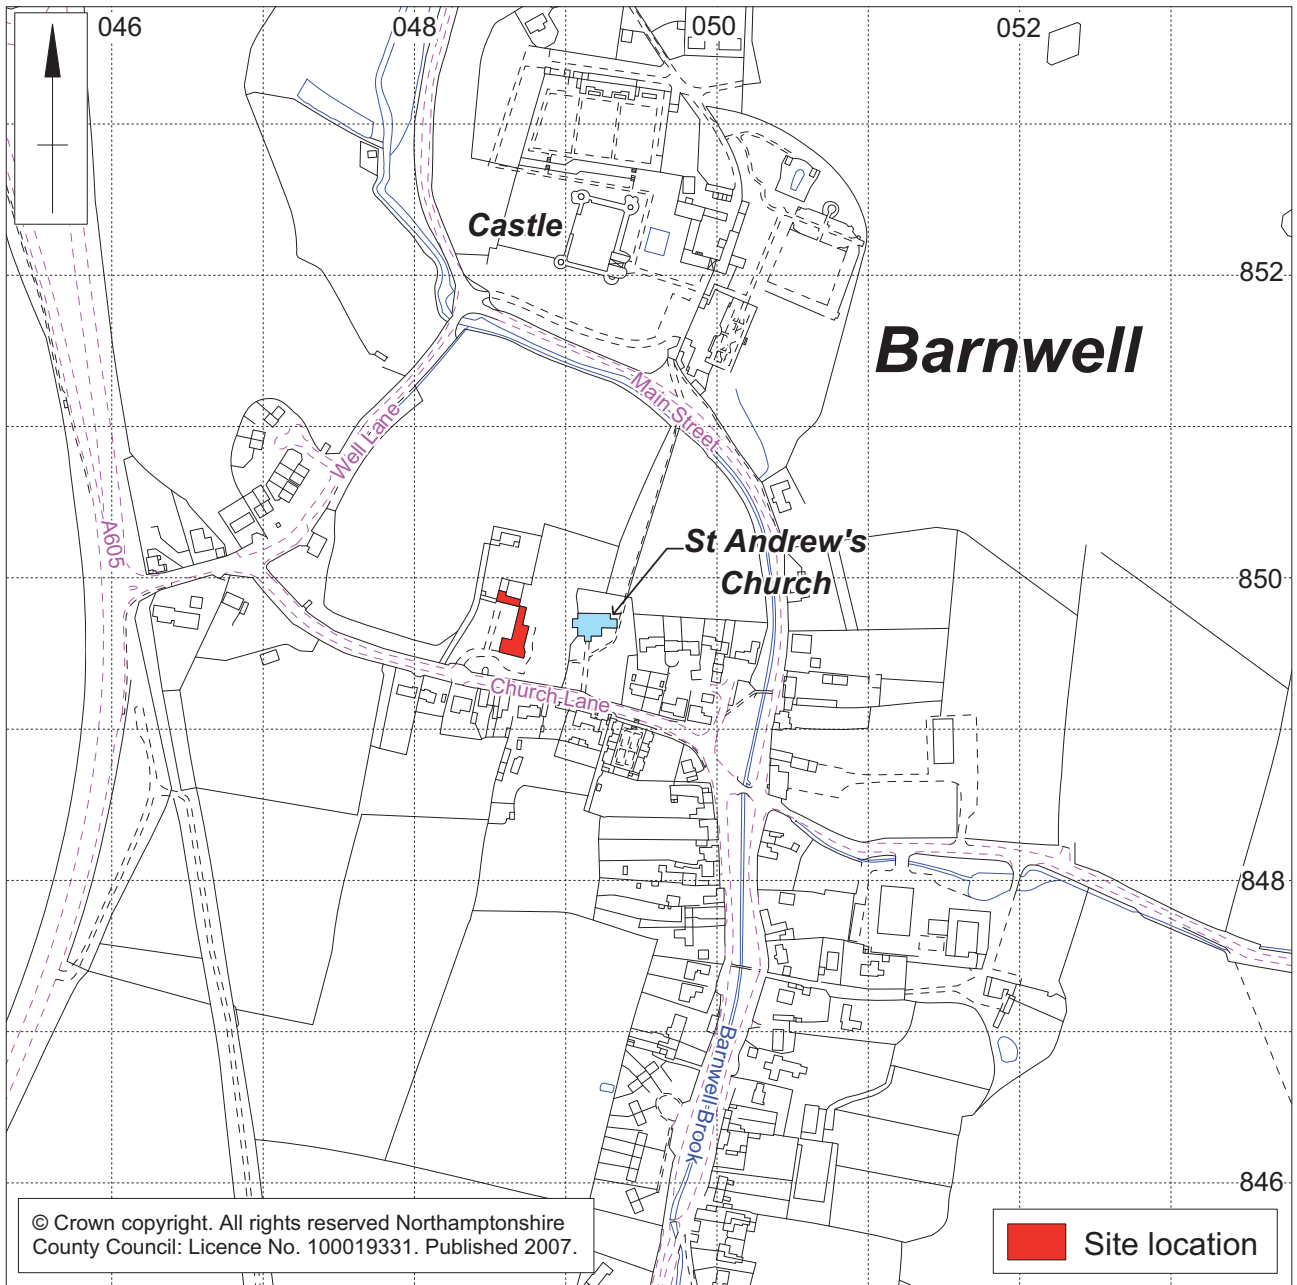 046
048
050
052
Castle
852
Barnwell
Main Street
Well Lane
A605
St Andrew's
Church
850
Church Lane
848
Barnwell Brook
846
© Crown copyright. All rights reserved Northamptonshire
County Council: Licence No. 100019331. Published 2007.
Site location